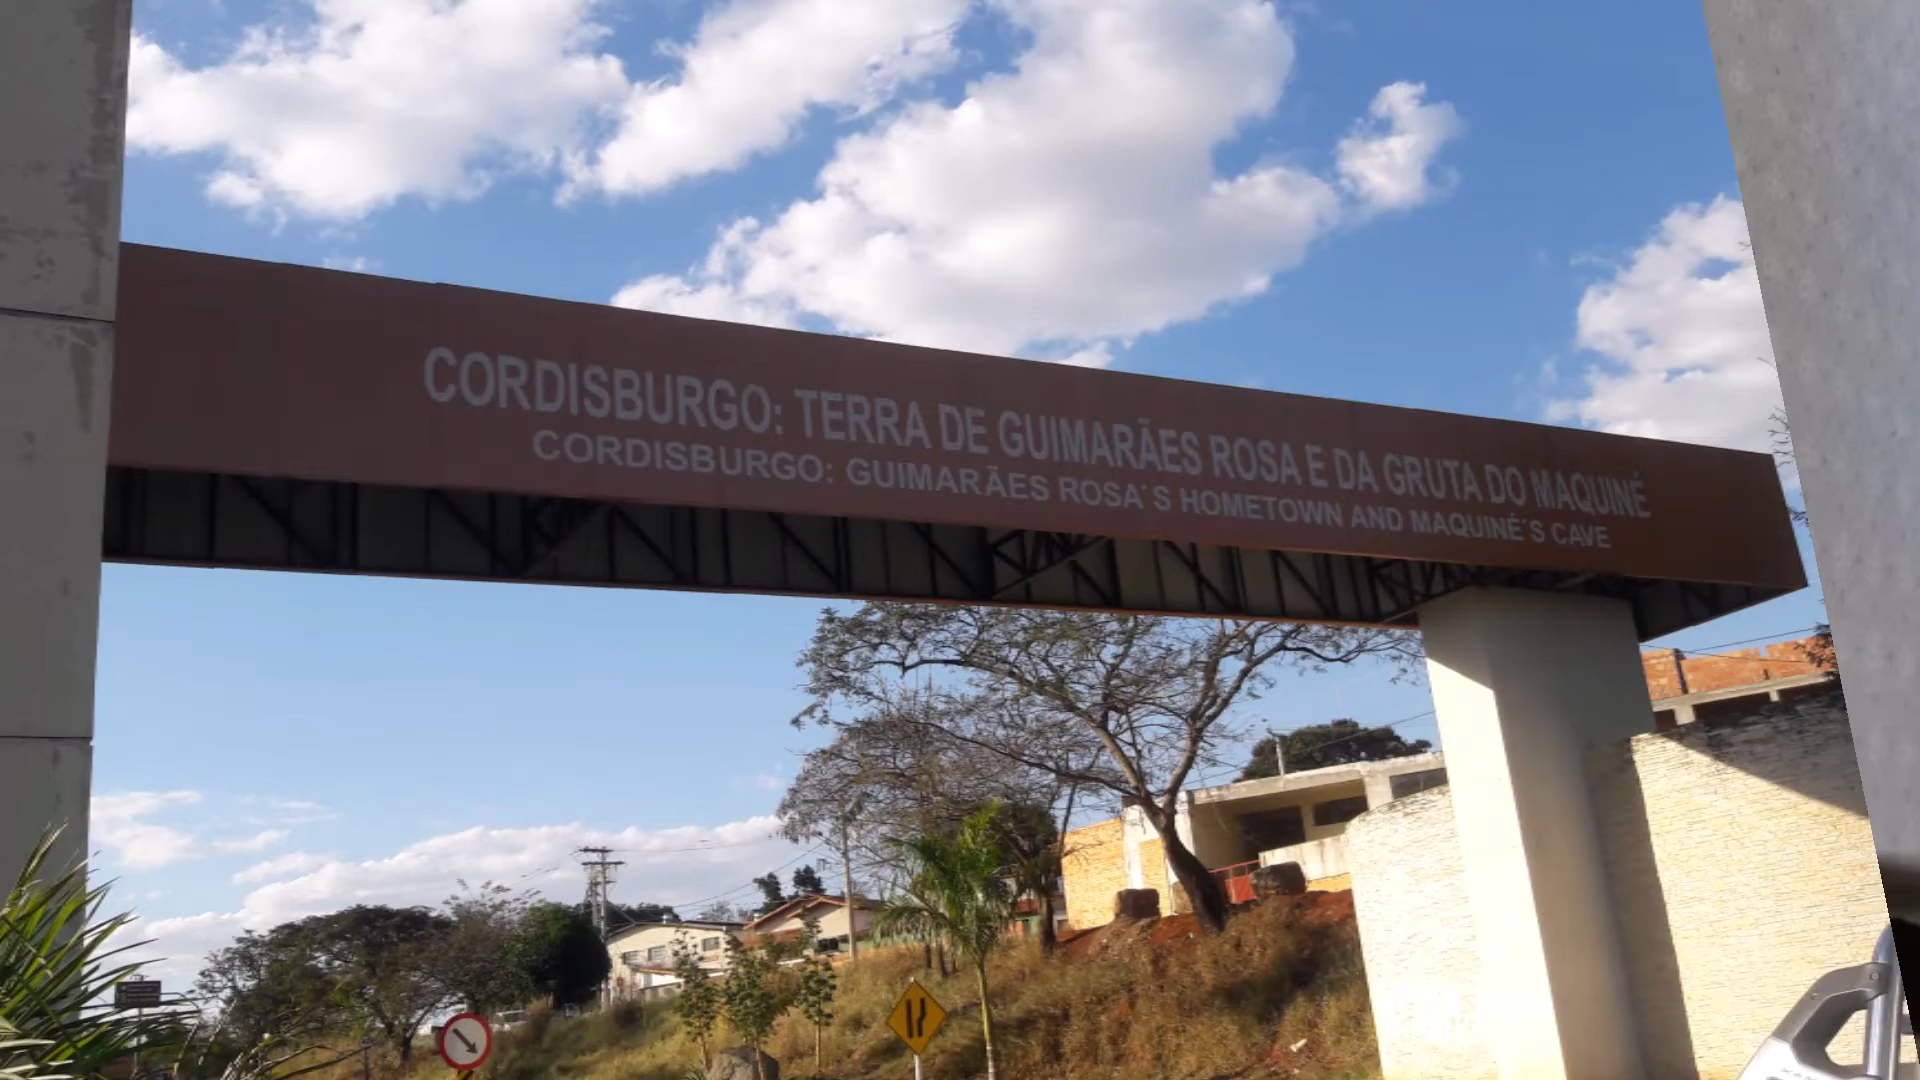 CORDISBURGO: TERRA DE GUIMARÃES ROSA E DA GRUTA DO MAQUINÉ
CORDISBURGO: GUIMARÃES ROSA´S HOMETOWN AND MAQUINÉ´S CAVE